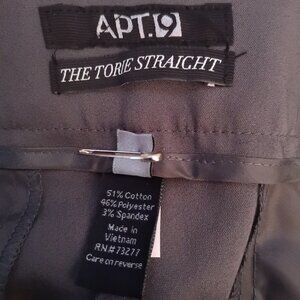 APT.9
THE TORIE STRAIGHT
51% Cotton
46% Polyester
3% Spandex
Made in
Vietnam
RN# 73277
Care on reverse